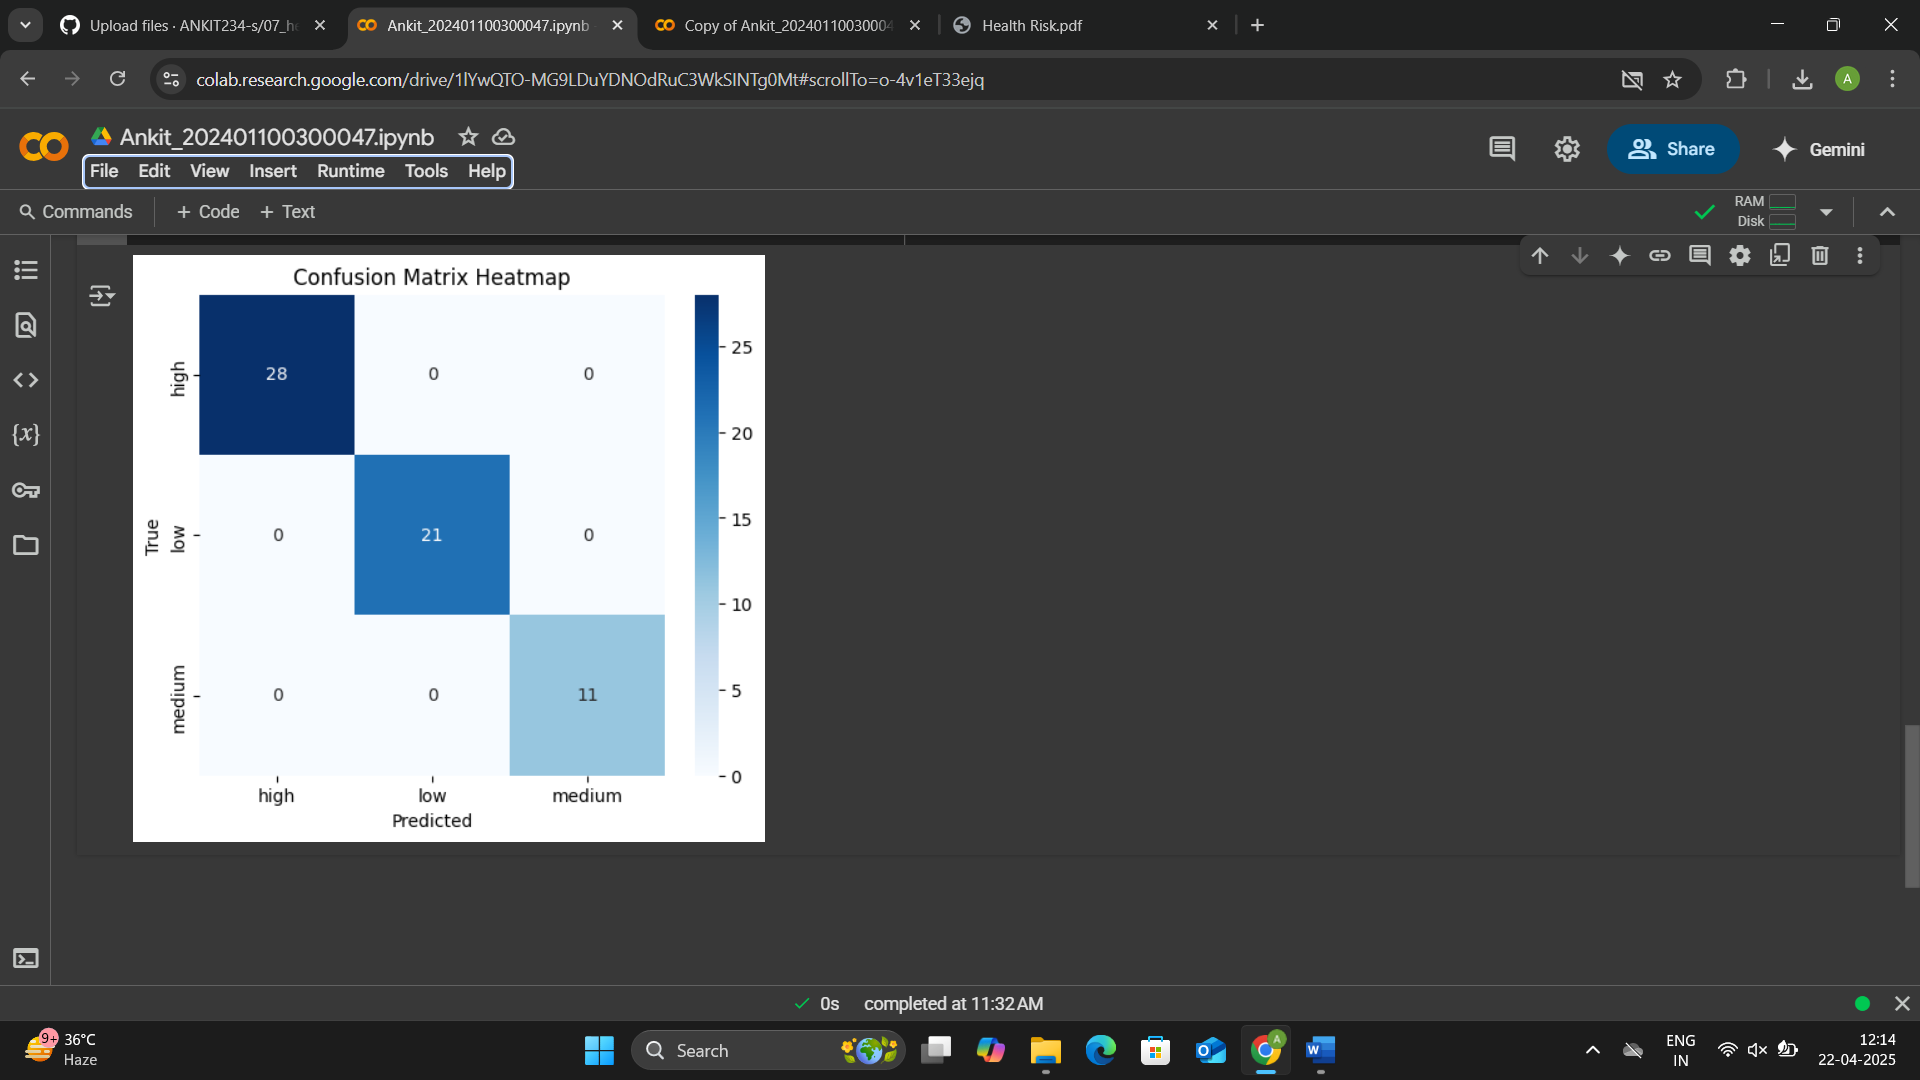 Upload files · ANKIT234-s/07_he
Ankit_202401100300047.ipynb -
Copy of Ankit_20240110030004
Health Risk.pdf
colab.research.google.com/drive/1lYwQTO-MG9LDuYDNOdRuC3WkSINTg0Mt#scrollTo=o-4v1eT33ejq
A
CO
Ankit_202401100300047.ipynb
File Edit View Insert Runtime Tools Help
Share
Gemini
Commands
+ Code + Text
RAM
Disk
Confusion Matrix Heatmap
high
28 0 0
True
low
0 21 0
medium
0 0 11
high low medium
Predicted
25
20
15
10
5
0
{x}
0s completed at 11:32 AM
9+
36°C
Haze
Search
A
ENG
IN
12:14
22-04-2025